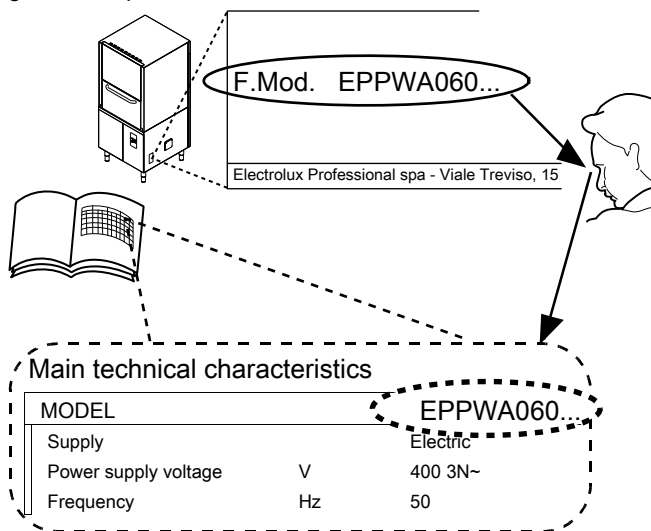 F.Mod. EPPWA060...
Electrolux Professional spa - Viale Treviso, 15
Main technical characteristics
MODEL EPPWA060...
Supply Electric
Power supply voltage V 400 3N~
Frequency Hz 50